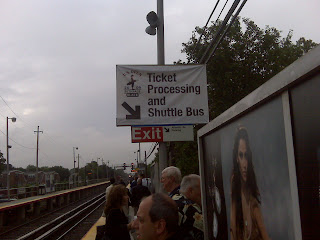 Ticket
Processing
and
Shuttle Bus
Exit